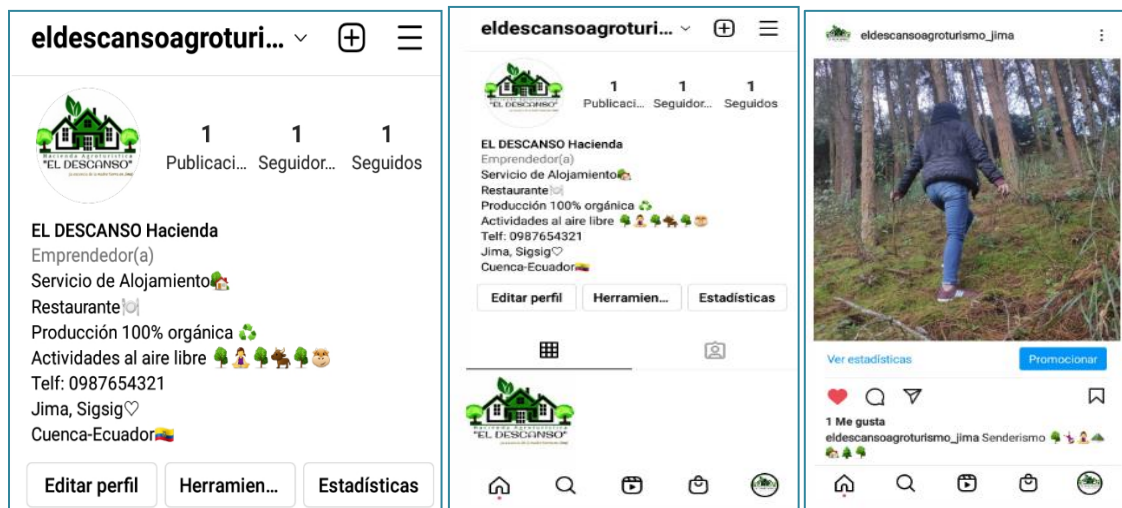 eldescansoagroturi...
Hacienda Agroturística
"EL DESCANSO"
1 1 1
Publicaci... Seguidor... Seguidos
EL DESCANSO Hacienda
Emprendedor(a)
Servicio de Alojamiento🏡
Restaurante🍽
Producción 100% orgánica ♻️
Actividades al aire libre 🌳🧘‍♀️🌳🐂🌳🐷
Telf: 0987654321
Jima, Sigsig♡
Cuenca-Ecuador🇪🇨
Editar perfil Herramien... Estadísticas
eldescansoagroturi...
"EL DESCANSO"
1 1 1
Publicaci... Seguidor... Seguidos
EL DESCANSO Hacienda
Emprendedor(a)
Servicio de Alojamiento🏡
Restaurante🍽
Producción 100% orgánica ♻️
Actividades al aire libre 🌳🧘‍♀️🌳🐂🌳🐷
Telf: 0987654321
Jima, Sigsig♡
Cuenca-Ecuador🇪🇨
Editar perfil Herramien... Estadísticas
Hacienda Agroturística
"EL DESCANSO"
eldescansoagroturismo_jima
Ver estadísticas Promocionar
1 Me gusta
eldescansoagroturismo_jima Senderismo